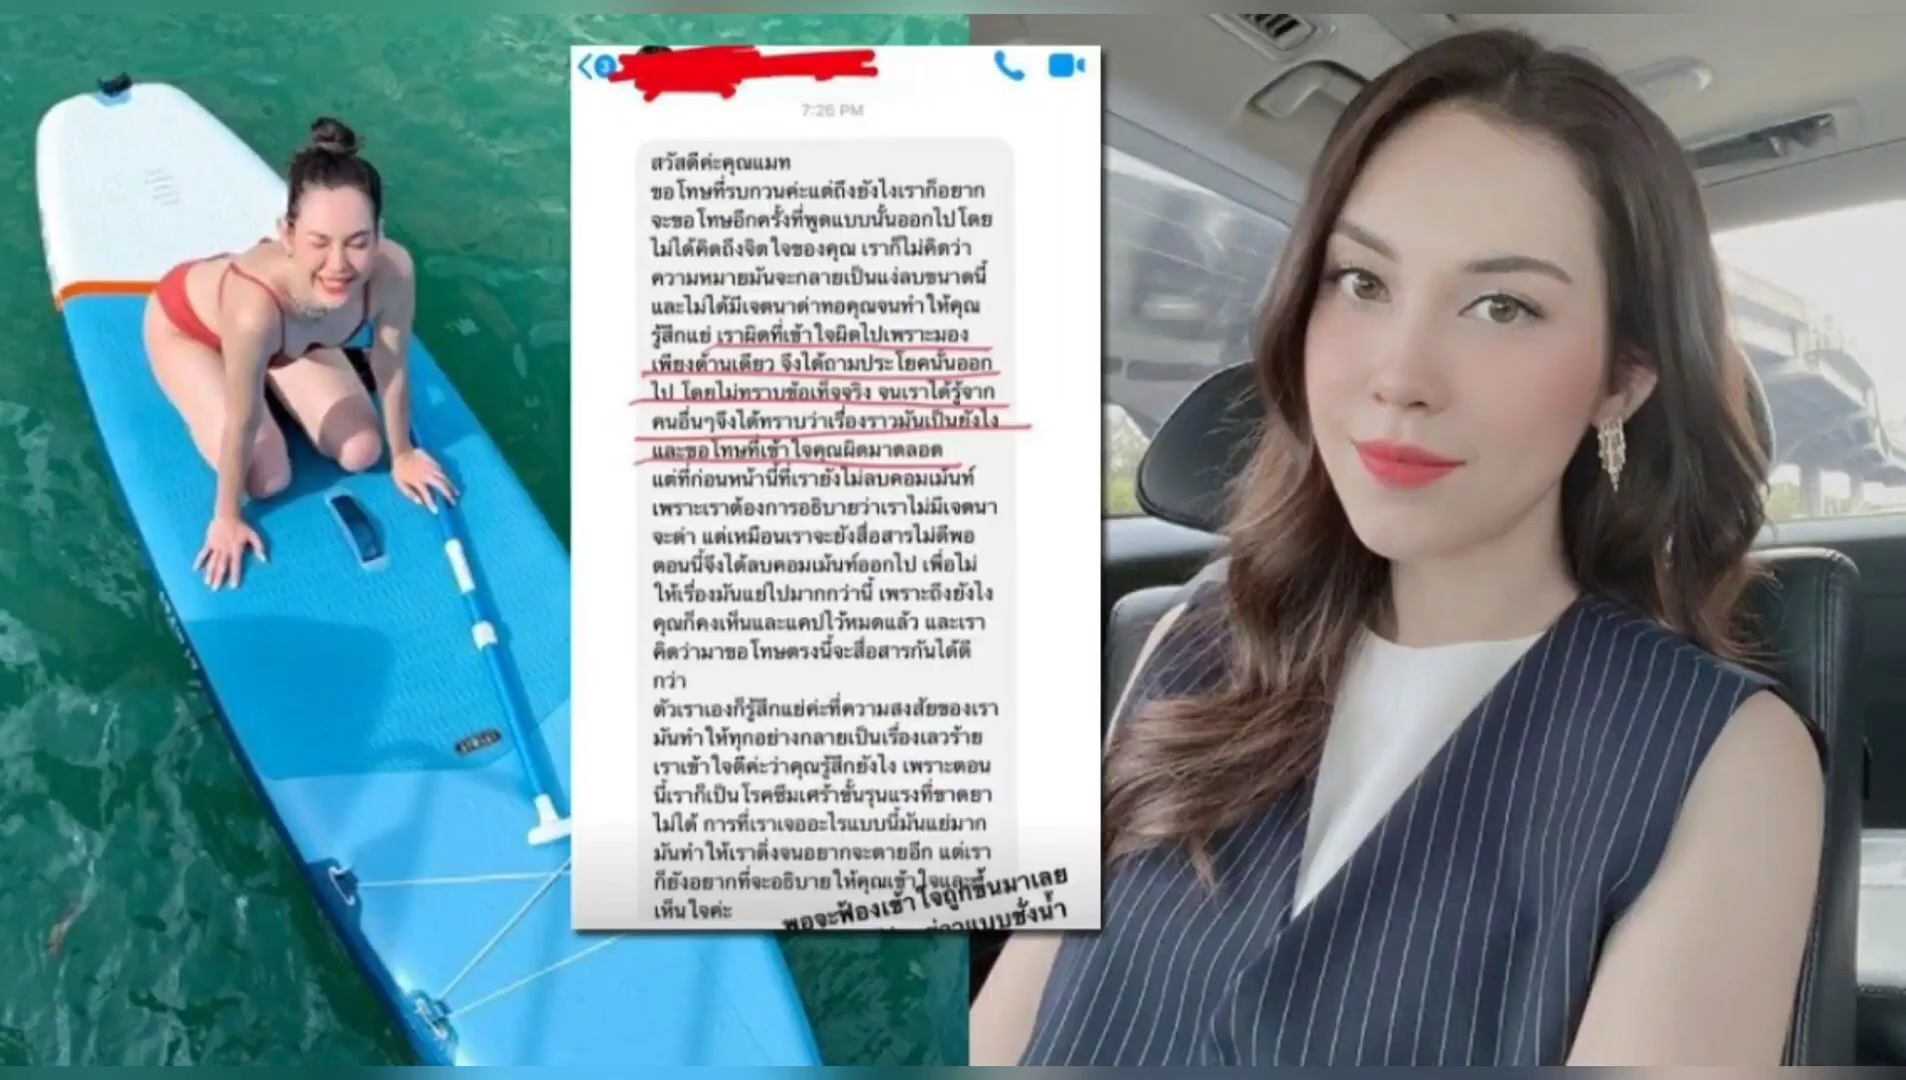 3
7:26 PM
สวัสดีค่ะคุณแมท
ขอโทษที่รบกวนค่ะแต่ถึงยังไงเราก็อยาก
จะขอโทษอีกครั้งที่พูดแบบนั้นออกไปโดย
ไม่ได้คิดถึงจิตใจของคุณ เราก็ไม่คิดว่า
ความหมายมันจะกลายเป็นแง่ลบขนาดนี้
และไม่ได้มีเจตนาด่าทอคุณจนทำให้คุณ
รู้สึกแย่ เราผิดที่เข้าใจผิดไปเพราะมอง
เพียงด้านเดียว จึงได้ถามประโยคนั้นออก
ไป โดยไม่ทราบข้อเท็จจริง จนเราได้รู้จาก
คนอื่นๆจึงได้ทราบว่าเรื่องราวมันเป็นยังไง
และขอโทษที่เข้าใจคุณผิดมาตลอด
แต่ที่ก่อนหน้านี้ที่เรายังไม่ลบคอมเม้นท์
เพราะเราต้องการอธิบายว่าเราไม่มีเจตนา
จะด่า แต่เหมือนเราจะยังสื่อสารไม่ดีพอ
ตอนนี้จึงได้ลบคอมเม้นท์ออกไป เพื่อไม่
ให้เรื่องมันแย่ไปมากกว่านี้ เพราะถึงยังไง
คุณก็คงเห็นและแคปไว้หมดแล้ว และเรา
คิดว่ามาขอโทษตรงนี้จะสื่อสารกันได้ดี
กว่า
ตัวเราเองก็รู้สึกแย่ค่ะที่ความสงสัยของเรา
มันทำให้ทุกอย่างกลายเป็นเรื่องเลวร้าย
เราเข้าใจดีค่ะว่าคุณรู้สึกยังไง เพราะตอน
นี้เราก็เป็นโรคซึมเศร้าขั้นรุนแรงที่ขาดยา
ไม่ได้ การที่เราเจออะไรแบบนี้มันแย่มาก
มันทำให้เราดิ่งจนอยากจะตายอีก แต่เรา
ก็ยังอยากที่จะอธิบายให้คุณเข้าใจและ
เห็นใจค่ะ
พอจะฟ้องเข้าใจถูกขึ้นมาเลย